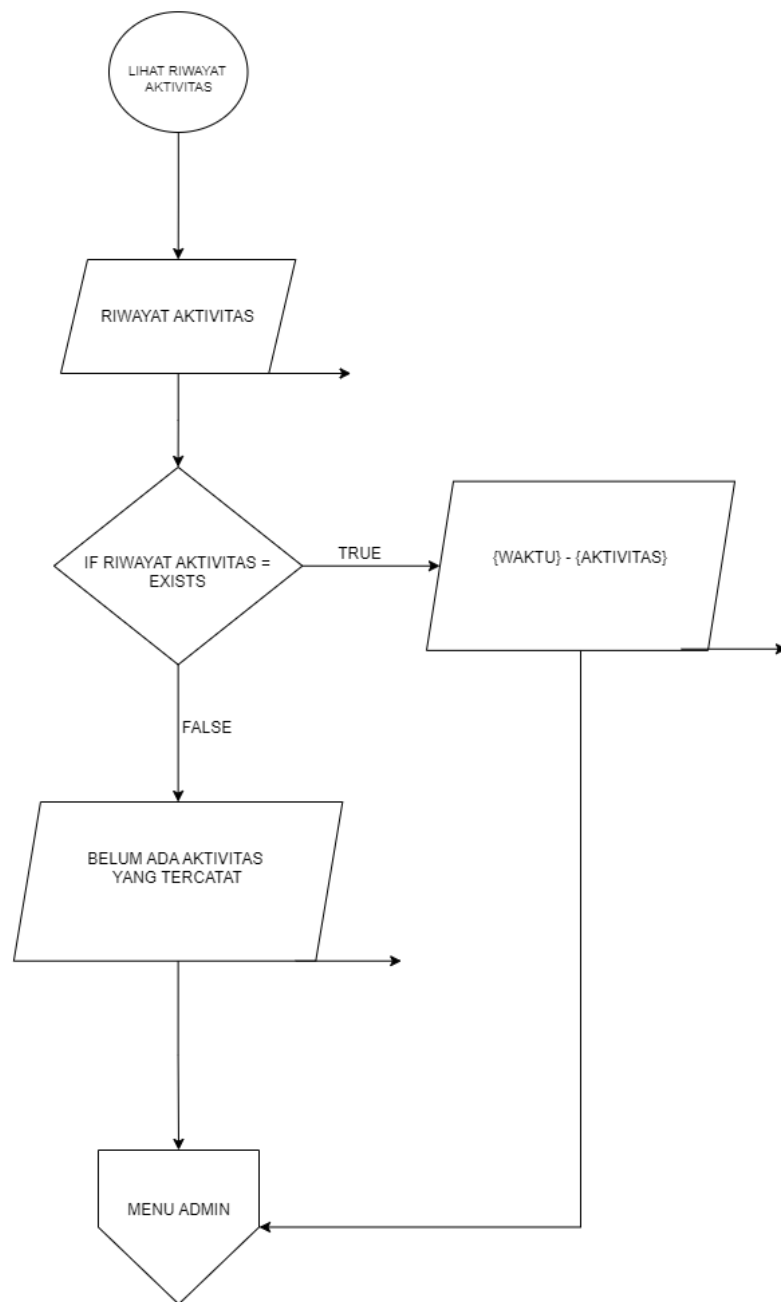 LIHAT RIWAYAT
AKTIVITAS
RIWAYAT AKTIVITAS
IF RIWAYAT AKTIVITAS =
EXISTS
TRUE
{WAKTU} - {AKTIVITAS}
FALSE
BELUM ADA AKTIVITAS
YANG TERCATAT
MENU ADMIN